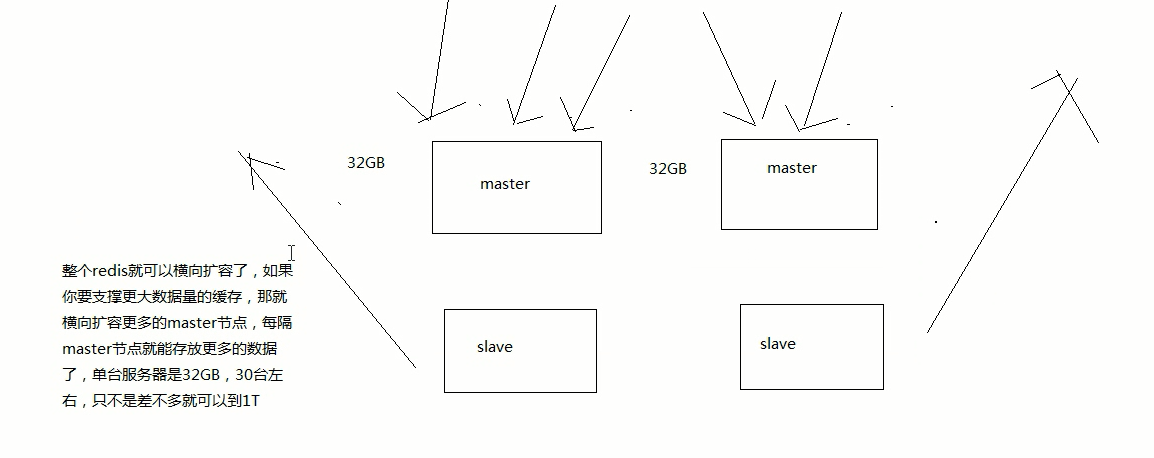 32GB
master
32GB
master
整个redis就可以横向扩容了，如果
你要支撑更大数据量的缓存，那就
横向扩容更多的master节点，每隔
master节点就能存放更多的数据
了，单台服务器是32GB，30台左
右，只不是差不多就可以到1T
slave
slave